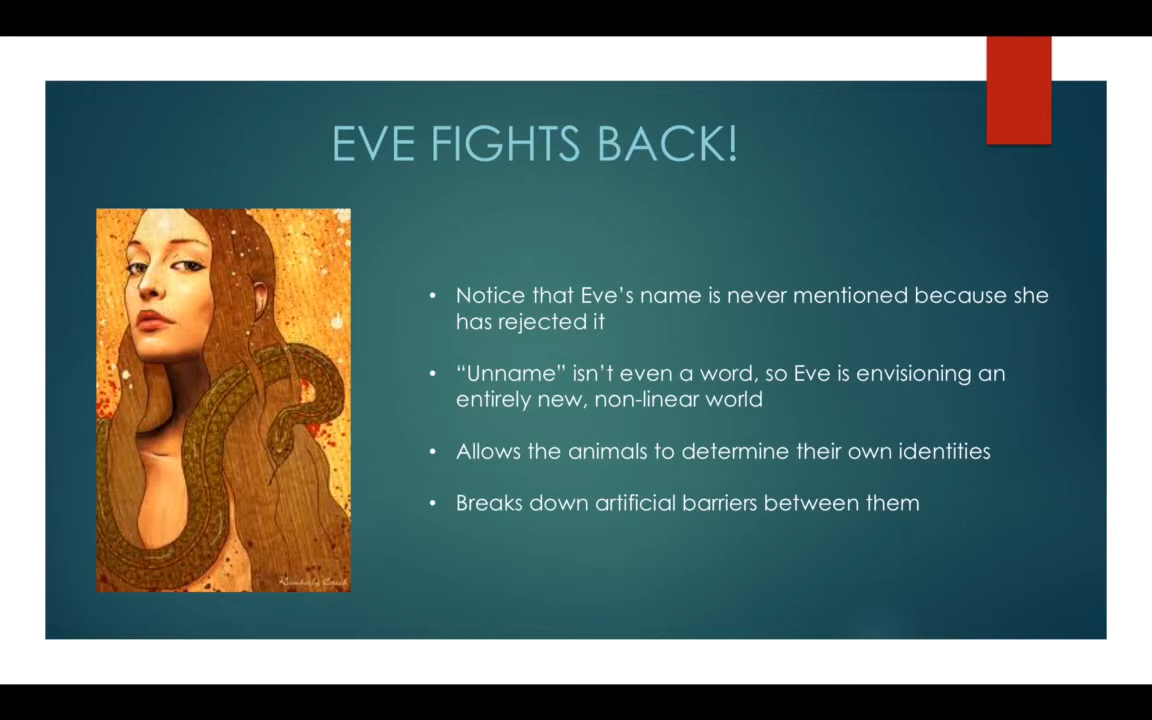 EVE FIGHTS BACK!
• Notice that Eve’s name is never mentioned because she
has rejected it
• “Unname” isn’t even a word, so Eve is envisioning an
entirely new, non-linear world
• Allows the animals to determine their own identities
• Breaks down artificial barriers between them